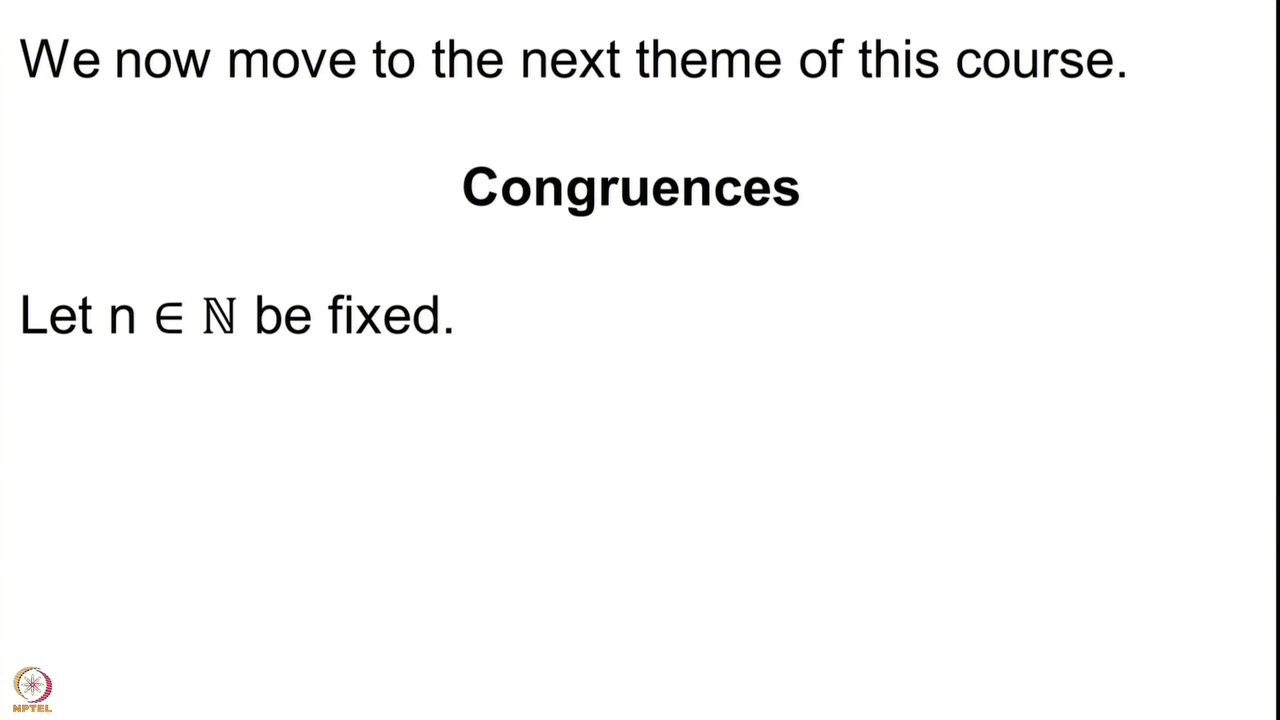 We now move to the next theme of this course.
Congruences
Let n ∈ ℕ be fixed.
NPTEL